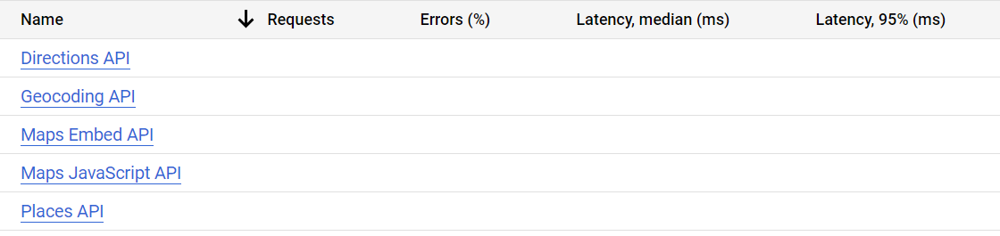 Name Requests Errors (%) Latency, median (ms) Latency, 95% (ms)
Directions API
Geocoding API
Maps Embed API
Maps JavaScript API
Places API